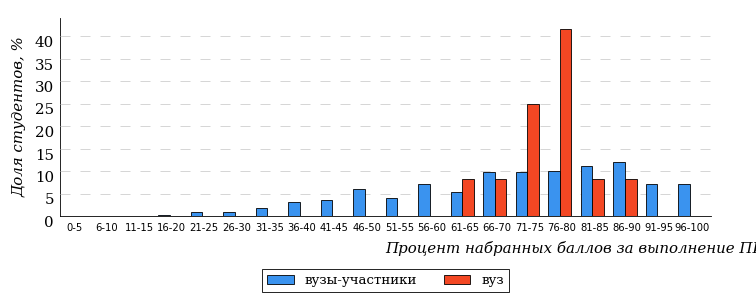 Доля студентов, %
40
35
30
25
20
15
10
5
0
0-5 6-10 11-15 16-20 21-25 26-30 31-35 36-40 41-45 46-50 51-55 56-60 61-65 66-70 71-75 76-80 81-85 86-90 91-95 96-100
Процент набранных баллов за выполнение
вузы-участники вуз